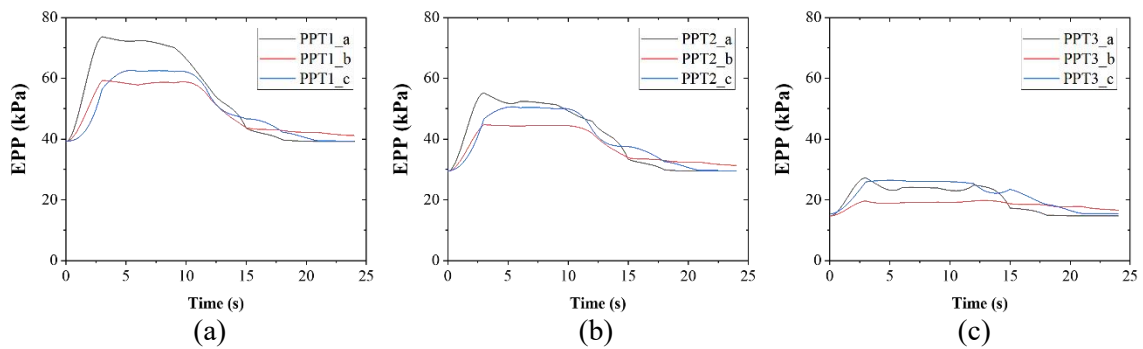 80
60
40
20
0
EPP (kPa)
PPT1_a
PPT1_b
PPT1_c
0 5 10 15 20 25
Time (s)
(a)
80
60
40
20
0
EPP (kPa)
PPT2_a
PPT2_b
PPT2_c
0 5 10 15 20 25
Time (s)
(b)
80
60
40
20
0
EPP (kPa)
PPT3_a
PPT3_b
PPT3_c
0 5 10 15 20 25
Time (s)
(c)